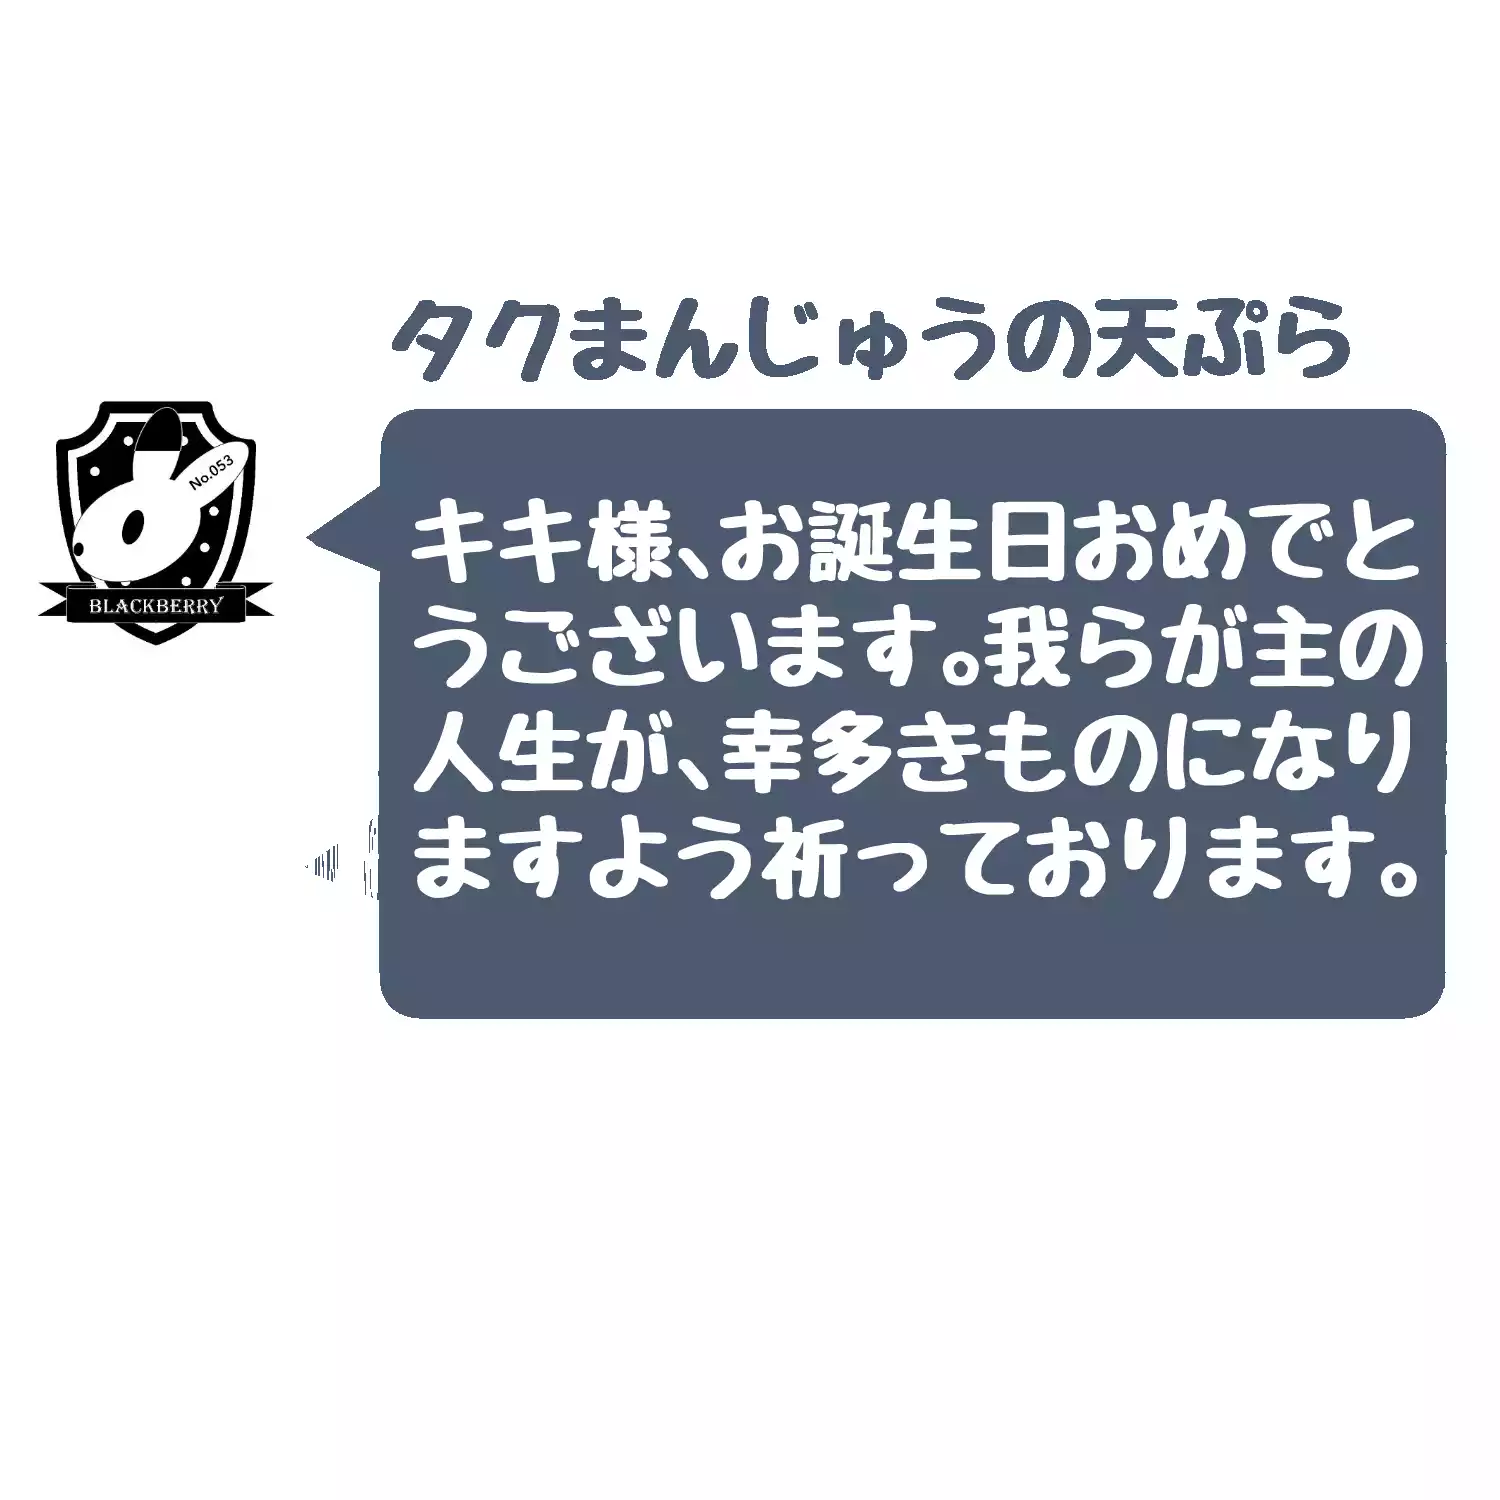 タクまんじゅうの天ぷら
No.053
BLACKBERRY
キキ様、お誕生日おめでと
うございます。我らが主の
人生が、幸多きものになり
ますよう祈っております。